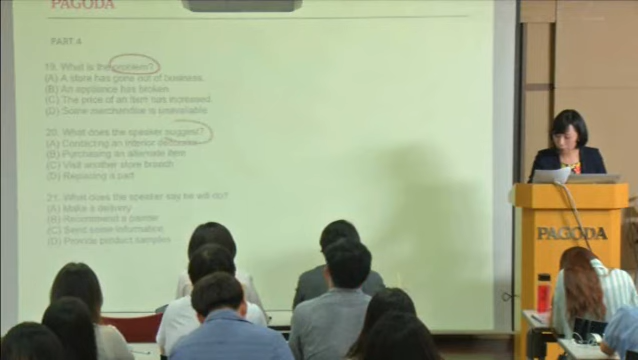 PAGODA
PART 4
19. What is the problem?
(A) A store has gone out of business.
(B) An appliance has broken.
(C) The price of an item has increased.
(D) Some merchandise is unavailable
20. What does the speaker suggest?
(A) Contacting an interior designer
(B) Purchasing an alternate item
(C) Visit another store branch
(D) Replacing a part
21. What does the speaker say he will do?
(A) Make a delivery
(B) Recommend a painter
(C) Send some information
(D) Provide product samples
PAGODA